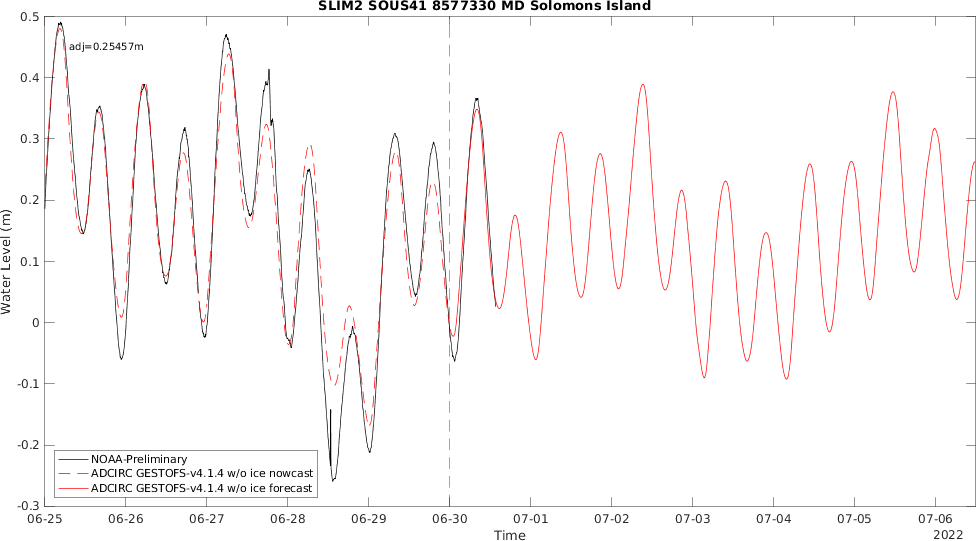 SLIM2 SOUS41 8577330 MD Solomons Island
adj=0.25457m
Water Level (m)
0.5
0.4
0.3
0.2
0.1
0
-0.1
-0.2
-0.3
NOAA-Preliminary
ADCIRC GESTOFS-v4.1.4 w/o ice nowcast
ADCIRC GESTOFS-v4.1.4 w/o ice forecast
06-25 06-26 06-27 06-28 06-29 06-30 07-01 07-02 07-03 07-04 07-05 07-06
Time
2022